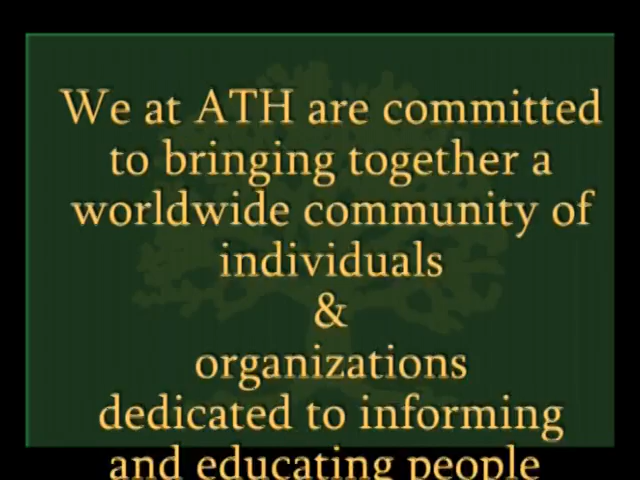 We at ATH are committed
to bringing together a
worldwide community of
individuals
&
organizations
dedicated to informing
and educating people